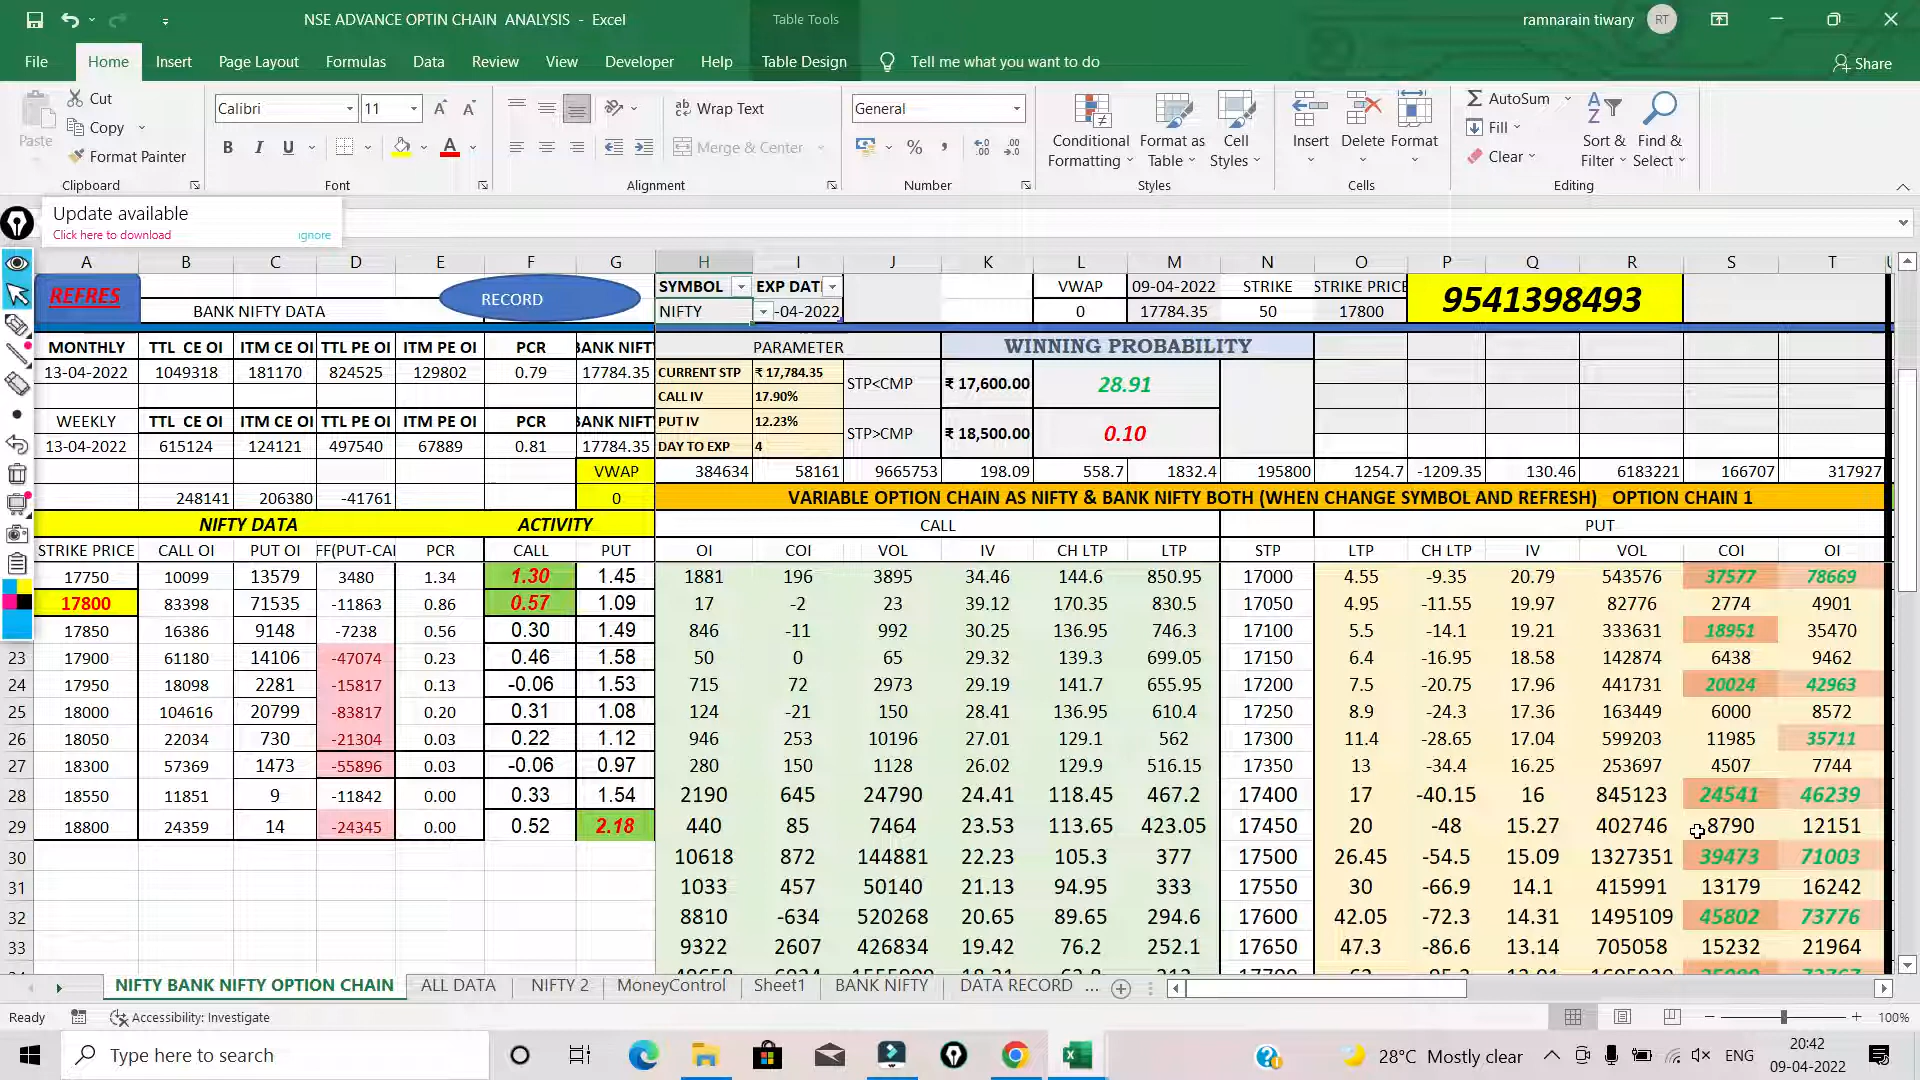 NSE ADVANCE OPTIN CHAIN ANALYSIS - Excel
Table Tools
ramnarain tiwary RT
File Home Insert Page Layout Formulas Data Review View Developer Help Table Design Tell me what you want to do Share
Paste Cut Copy Format Painter
Calibri 11
B I U
Wrap Text
Merge & Center
General
Conditional Formatting Format as Table Cell Styles
Insert Delete Format
AutoSum Fill Clear
Sort & Filter Find & Select
Clipboard Font Alignment Number Styles Cells Editing
Update available
Click here to download ignore
A B C D E F G H I J K L M N O P Q R S T
REFRES RECORD SYMBOL EXP DAT VWAP 09-04-2022 STRIKE STRIKE PRICE 9541398493
BANK NIFTY DATA NIFTY -04-2022 0 17784.35 50 17800
MONTHLY TTL CE OI ITM CE OI TTL PE OI ITM PE OI PCR BANK NIFT PARAMETER WINNING PROBABILITY
13-04-2022 1049318 181170 824525 129802 0.79 17784.35 CURRENT STP ₹ 17,784.35 STP<CMP ₹ 17,600.00 28.91
CALL IV 17.90%
WEEKLY TTL CE OI ITM CE OI TTL PE OI ITM PE OI PCR BANK NIFT PUT IV 12.23% STP>CMP ₹ 18,500.00 0.10
13-04-2022 615124 124121 497540 67889 0.81 17784.35 DAY TO EXP 4
VWAP 384634 58161 9665753 198.09 558.7 1832.4 195800 1254.7 -1209.35 130.46 6183221 166707 317927
248141 206380 -41761 0 VARIABLE OPTION CHAIN AS NIFTY & BANK NIFTY BOTH (WHEN CHANGE SYMBOL AND REFRESH) OPTION CHAIN 1
NIFTY DATA ACTIVITY CALL PUT
STRIKE PRICE CALL OI PUT OI FF(PUT-CAI PCR CALL PUT OI COI VOL IV CH LTP LTP STP LTP CH LTP IV VOL COI OI
17750 10099 13579 3480 1.34 1.30 1.45 1881 196 3895 34.46 144.6 850.95 17000 4.55 -9.35 20.79 543576 37577 78669
17800 83398 71535 -11863 0.86 0.57 1.09 17 -2 23 39.12 170.35 830.5 17050 4.95 -11.55 19.97 82776 2774 4901
17850 16386 9148 -7238 0.56 0.30 1.49 846 -11 992 30.25 136.95 746.3 17100 5.5 -14.1 19.21 333631 18951 35470
23 17900 61180 14106 -47074 0.23 0.46 1.58 50 0 65 29.32 139.3 699.05 17150 6.4 -16.95 18.58 142874 6438 9462
24 17950 18098 2281 -15817 0.13 -0.06 1.53 715 72 2973 29.19 141.7 655.95 17200 7.5 -20.75 17.96 441731 20024 42963
25 18000 104616 20799 -83817 0.20 0.31 1.08 124 -21 150 28.41 136.95 610.4 17250 8.9 -24.3 17.36 163449 6000 8572
26 18050 22034 730 -21304 0.03 0.22 1.12 946 253 10196 27.01 129.1 562 17300 11.4 -28.65 17.04 599203 11985 35711
27 18300 57369 1473 -55896 0.03 -0.06 0.97 280 150 1128 26.02 129.9 516.15 17350 13 -34.4 16.25 253697 4507 7744
28 18550 11851 9 -11842 0.00 0.33 1.54 2190 645 24790 24.41 118.45 467.2 17400 17 -40.15 16 845123 24541 46239
29 18800 24359 14 -24345 0.00 0.52 2.18 440 85 7464 23.53 113.65 423.05 17450 20 -48 15.27 402746 8790 12151
30 10618 872 144881 22.23 105.3 377 17500 26.45 -54.5 15.09 1327351 39473 71003
31 1033 457 50140 21.13 94.95 333 17550 30 -66.9 14.1 415991 13179 16242
32 8810 -634 520268 20.65 89.65 294.6 17600 42.05 -72.3 14.31 1495109 45802 73776
33 9322 2607 426834 19.42 76.2 252.1 17650 47.3 -86.6 13.14 705058 15232 21964
NIFTY BANK NIFTY OPTION CHAIN ALL DATA NIFTY 2 MoneyControl Sheet1 BANK NIFTY DATA RECORD ...
Ready Accessibility: Investigate 100%
Type here to search 28°C Mostly clear ENG 20:42
09-04-2022